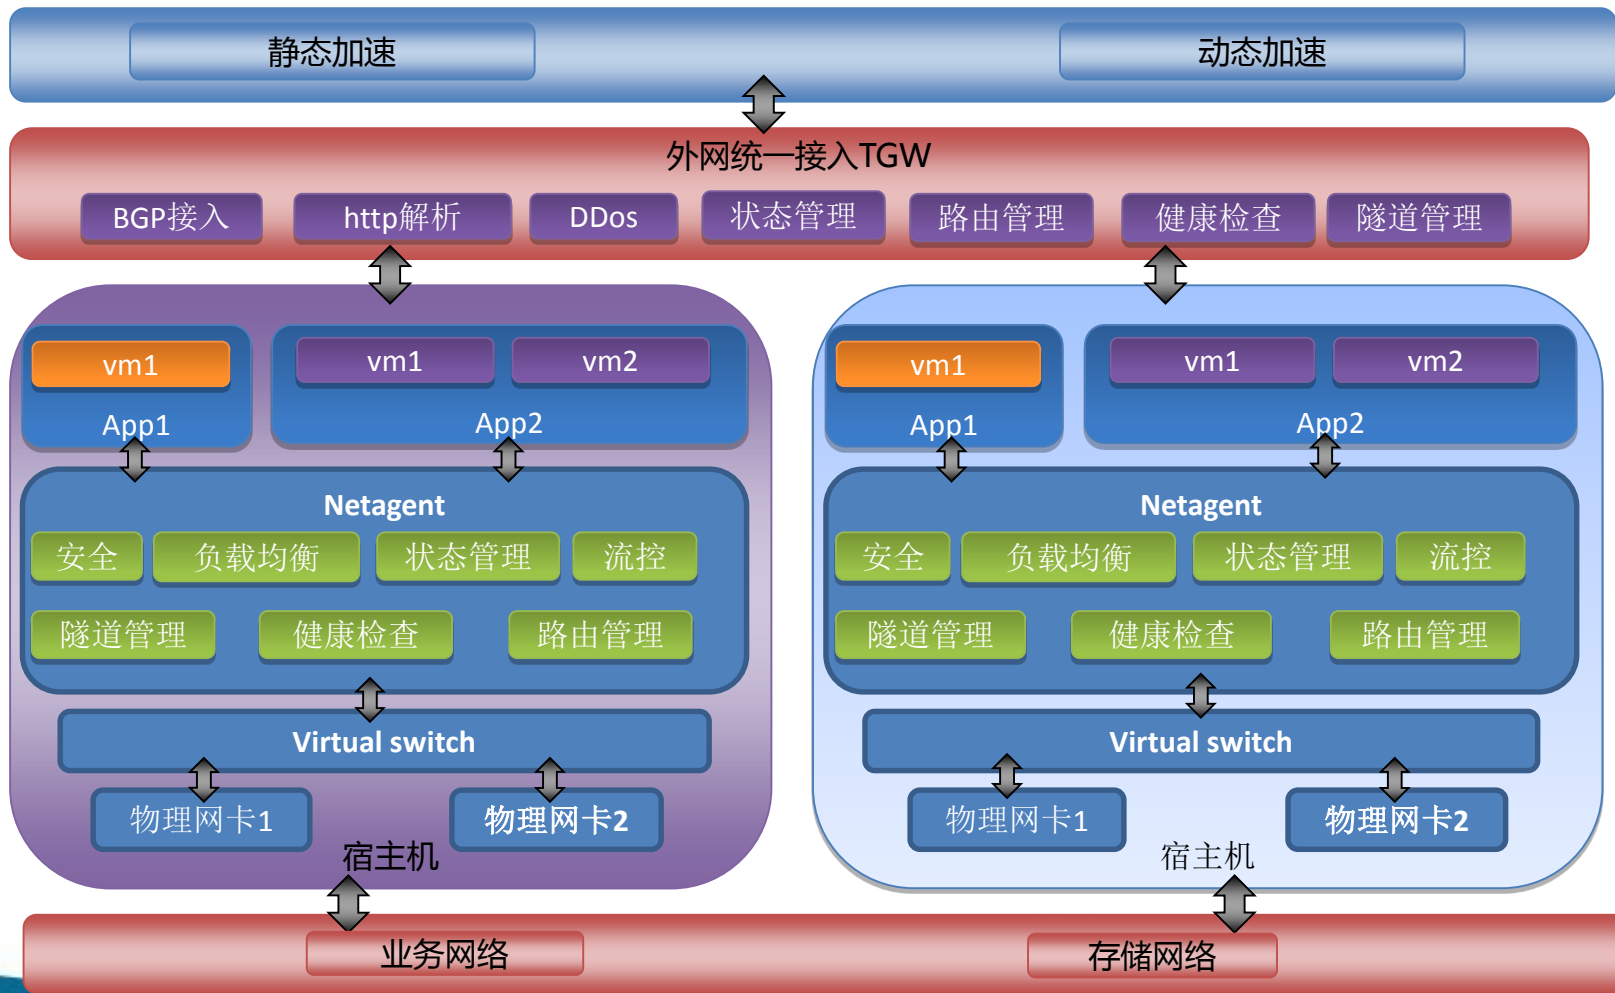 静态加速
动态加速
外网统一接入TGW
BGP接入
http解析
DDos
状态管理
路由管理
健康检查
隧道管理
vm1
App1
vm1
vm2
App2
Netagent
安全
负载均衡
状态管理
流控
隧道管理
健康检查
路由管理
Virtual switch
物理网卡1
物理网卡2
宿主机
vm1
App1
vm1
vm2
App2
Netagent
安全
负载均衡
状态管理
流控
隧道管理
健康检查
路由管理
Virtual switch
物理网卡1
物理网卡2
宿主机
业务网络
存储网络